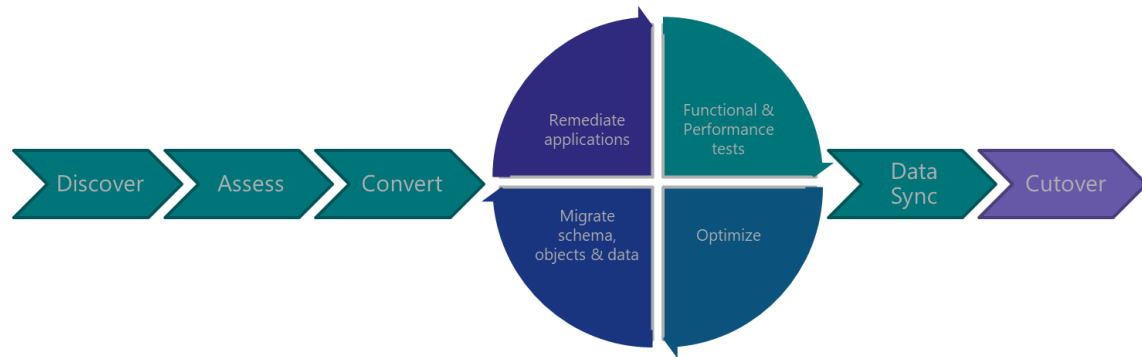 Discover
Assess
Convert
Remediate
applications
Functional &
Performance
tests
Migrate
schema,
objects & data
Optimize
Data
Sync
Cutover